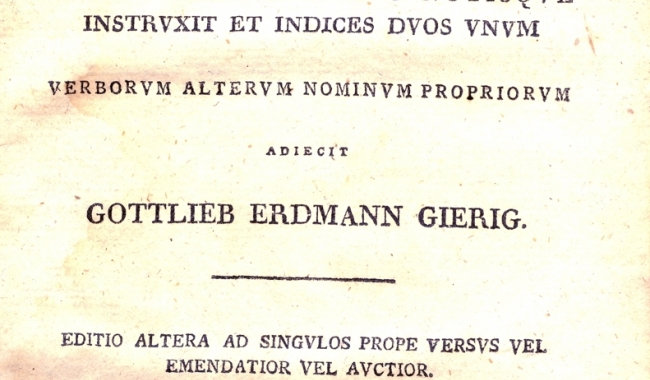 INSTRVXIT ET INDICES DVOS VNVM
VERBORVM ALTERVM NOMINVM PROPRIORVM
ADIECIT
GOTTLIEB ERDMANN GIERIG.
EDITIO ALTERA AD SINGVLOS PROPE VERSVS VEL
EMENDATIOR VEL AVCTIOR.